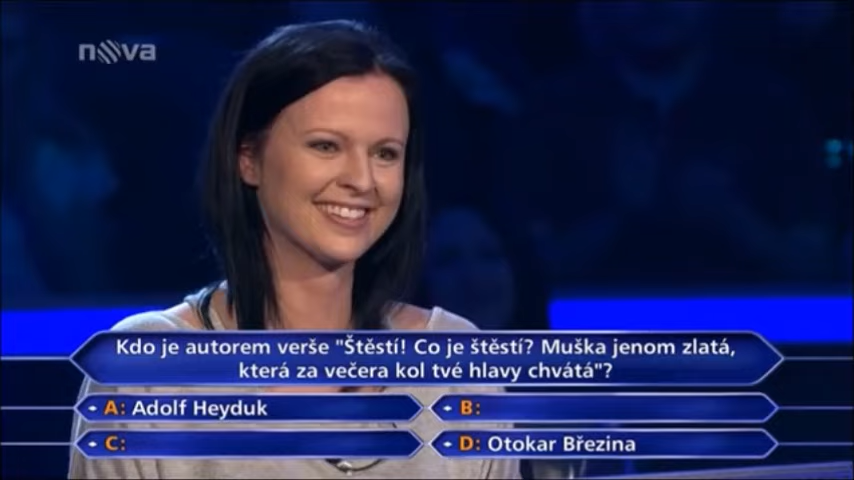 nova
Kdo je autorem verše "Štěstí! Co je štěstí? Muška jenom zlatá,
která za večera kol tvé hlavy chvátá"?
A: Adolf Heyduk
B:
C:
D: Otokar Březina